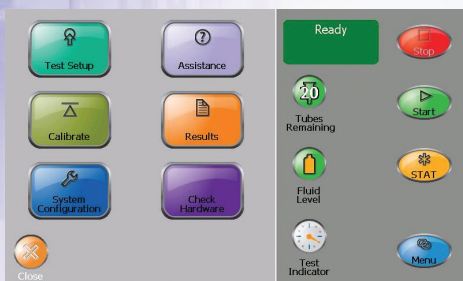 Test Setup
Assistance
Calibrate
Results
System
Configuration
Check
Hardware
Close
Ready
20
Tubes
Remaining
Fluid
Level
Test
Indicator
Stop
Start
STAT
Menu